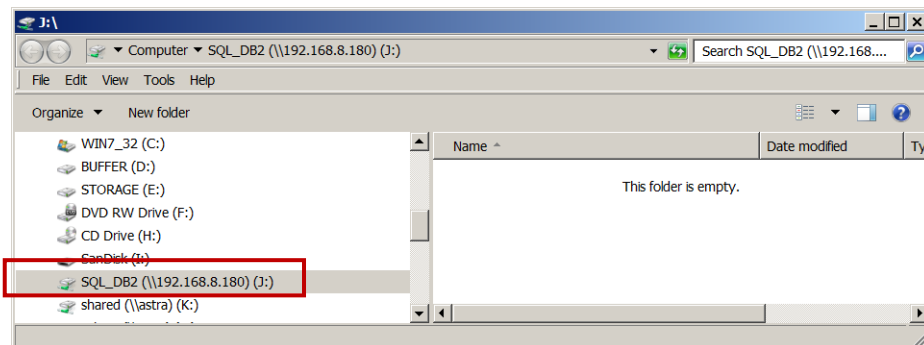 J:\
Computer SQL_DB2 (\\192.168.8.180) (J:) Search SQL_DB2 (\\192.168....
File Edit View Tools Help
Organize New folder
WIN7_32 (C:)
BUFFER (D:)
STORAGE (E:)
DVD RW Drive (F:)
CD Drive (H:)
SanDisk (I:)
SQL_DB2 (\\192.168.8.180) (J:)
shared (\\astra) (K:)
Name Date modified Ty
This folder is empty.